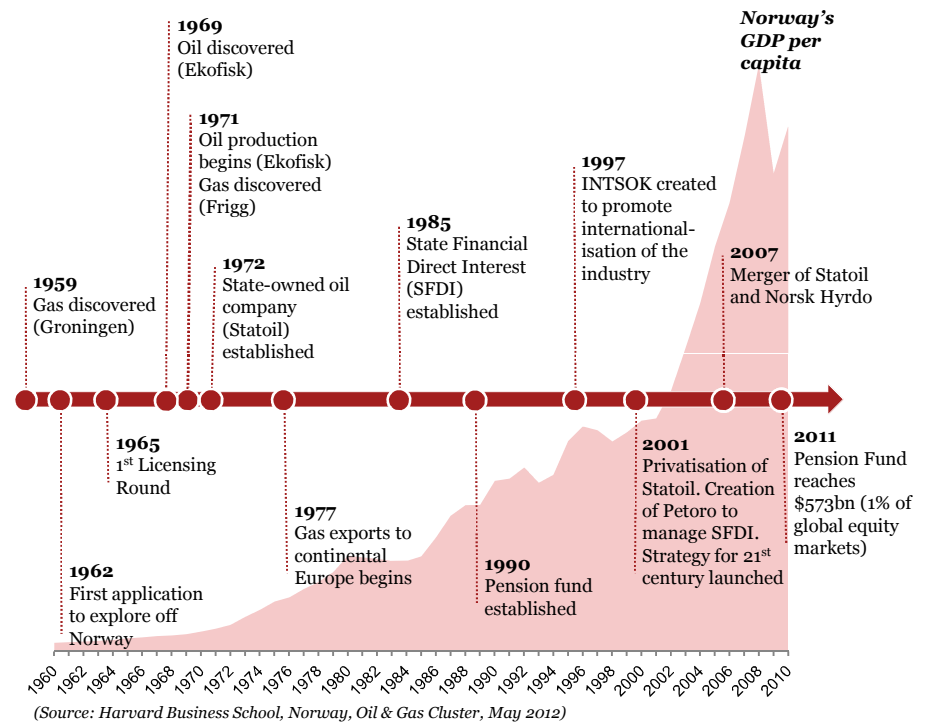 Norway's
GDP per
capita
1969
Oil discovered
(Ekofisk)
1971
Oil production
begins (Ekofisk)
Gas discovered
(Frigg)
1997
INTSOK created
to promote
international-
isation of the
industry
1985
State Financial
Direct Interest
(SFDI)
established
2007
Merger of Statoil
and Norsk Hyrdo
1972
State-owned oil
company
(Statoil)
established
1959
Gas discovered
(Groningen)
1965
1st Licensing
Round
2001
Privatisation of
Statoil. Creation
of Petoro to
manage SFDI.
Strategy for 21st
century launched
2011
Pension Fund
reaches
$573bn (1% of
global equity
markets)
1977
Gas exports to
continental
Europe begins
1990
Pension fund
established
1962
First application
to explore off
Norway
1960 1962 1964 1966 1968 1970 1972 1974 1976 1978 1980 1982 1984 1986 1988 1990 1992 1994 1996 1998 2000 2002 2004 2006 2008 2010
(Source: Harvard Business School, Norway, Oil & Gas Cluster, May 2012)